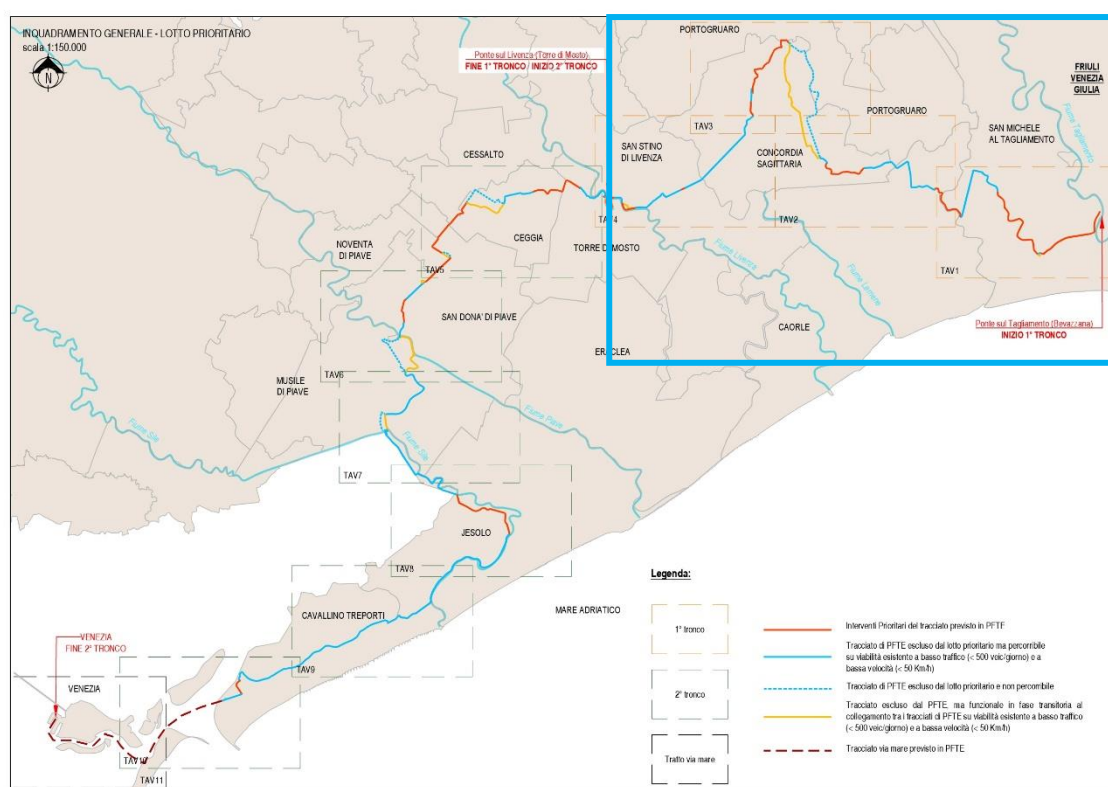 INQUADRAMENTO GENERALE - LOTTO PRIORITARIO
scala 1:150.000
N
Ponte sul Livenza (Torre di Mosto)
FINE 1° TRONCO / INIZIO 2° TRONCO
PORTOGRUARO
FRIULI
VENEZIA
GIULIA
Fiume Tagliamento
PORTOGRUARO
TAV3
SAN MICHELE
AL TAGLIAMENTO
SAN STINO
DI LIVENZA
CONCORDIA
SAGITTARIA
CESSALTO
TAV4
TAV2
CEGGIA
TORRE DI MOSTO
NOVENTA
DI PIAVE
Fiume Livenza
Fiume Lemene
TAV5
TAV1
SAN DONA' DI PIAVE
CAORLE
Ponte sul Tagliamento (Bevazzana)
INIZIO 1° TRONCO
ERACLEA
TAV6
MUSILE
DI PIAVE
Fiume Piave
Fiume Sile
Fiume Sile
TAV7
JESOLO
TAV8
Legenda:
MARE ADRIATICO
CAVALLINO TREPORTI
1° tronco
Interventi Prioritari del tracciato previsto in PFTE
Tracciato di PFTE escluso dal lotto prioritario ma percorribile
su viabilità esistente a basso traffico (< 500 veic/giorno) e a
bassa velocità (< 50 Km/h)
VENEZIA
FINE 2° TRONCO
TAV9
2° tronco
Tracciato di PFTE escluso dal lotto prioritario e non percorribile
Tracciato escluso dal PFTE, ma funzionale in fase transitoria al
collegamento tra i tracciati di PFTE su viabilità esistente a basso traffico
(< 500 veic/giorno) e a bassa velocità (< 50 Km/h)
VENEZIA
Tratto via mare
Tracciato via mare previsto in PFTE
TAV10
TAV11